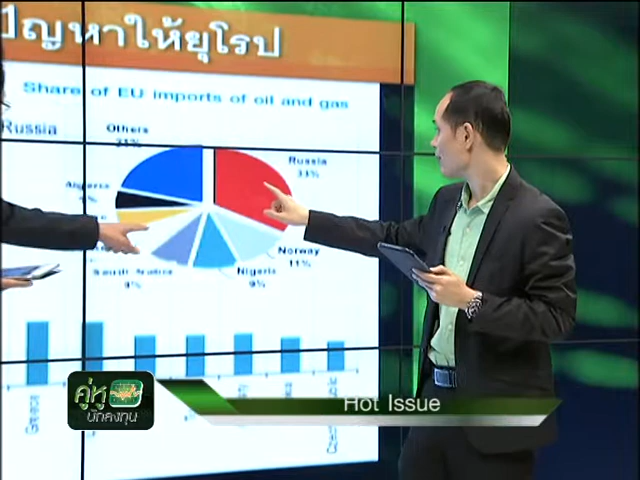 ปัญหาให้ยุโรป
Share of EU imports of oil and gas
Russia
Others
31%
Russia
33%
Algeria
Norway
11%
Nigeria
9%
Saudi Arabia
Greece
คู่หู
นักลงทุน
Hot Issue